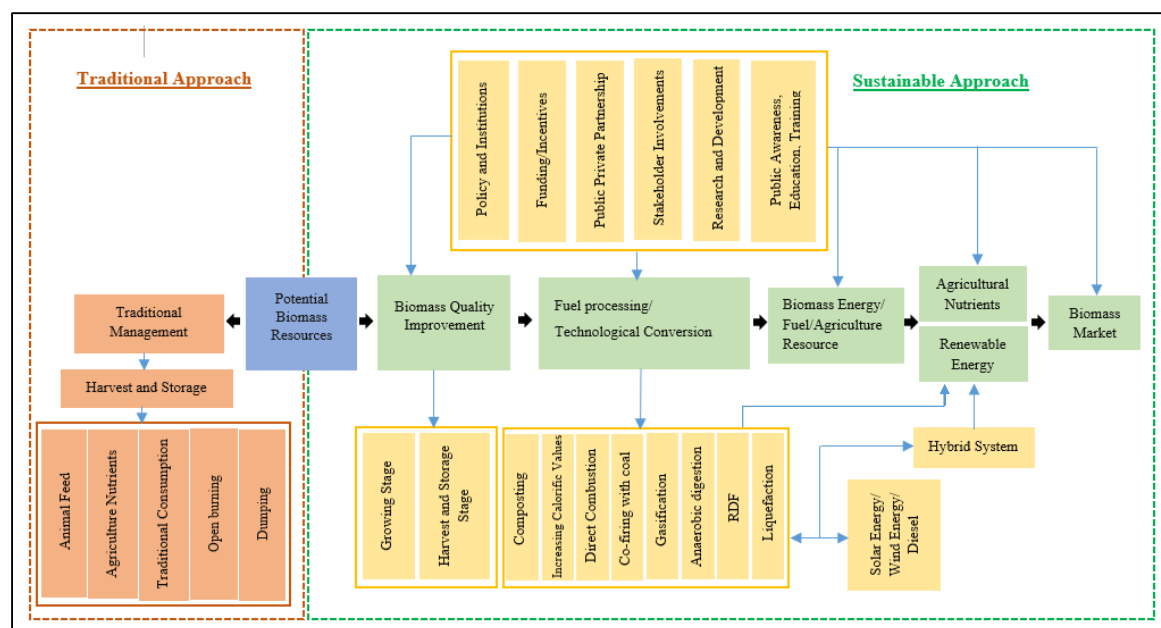 Traditional Approach
Sustainable Approach
Policy and Institutions
Funding/Incentives
Public Private Partnership
Stakeholder Involvements
Research and Development
Public Awareness,
Education, Training
Traditional
Management
Potential
Biomass
Resources
Biomass Quality
Improvement
Fuel processing/
Technological Conversion
Biomass Energy/
Fuel/Agriculture
Resource
Agricultural
Nutrients
Renewable
Energy
Biomass
Market
Harvest and Storage
Animal Feed
Agriculture Nutrients
Traditional Consumption
Open burning
Dumping
Growing Stage
Harvest and Storage
Stage
Composting
Increasing Calorific Values
Direct Combustion
Co-firing with coal
Gasification
Anaerobic digestion
RDF
Liquefaction
Hybrid System
Solar Energy/
Wind Energy/
Diesel